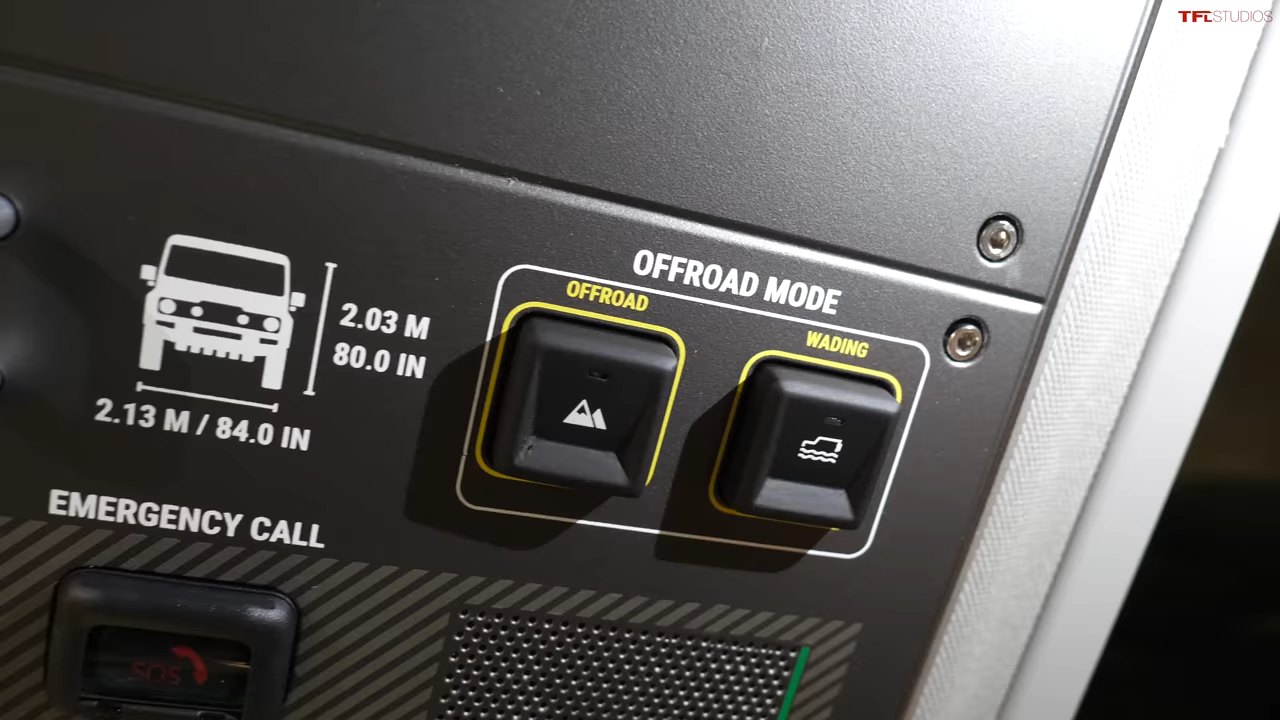 TFLSTUDIOS
OFFROAD MODE
OFFROAD
WADING
2.03 M
80.0 IN
2.13 M / 84.0 IN
EMERGENCY CALL
SOS